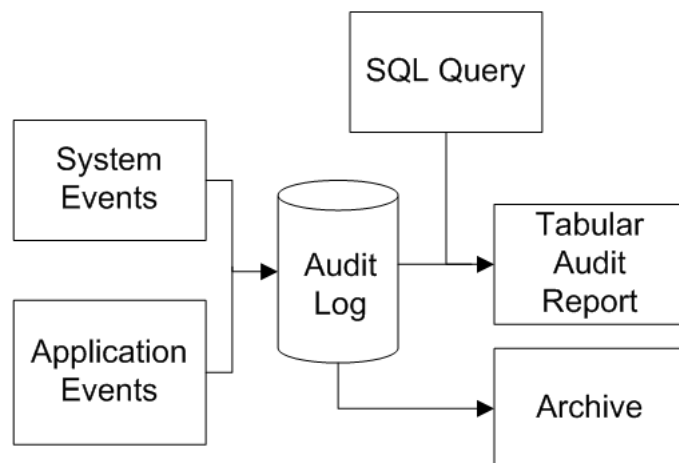 SQL Query
System
Events
Audit
Log
Tabular
Audit
Report
Application
Events
Archive